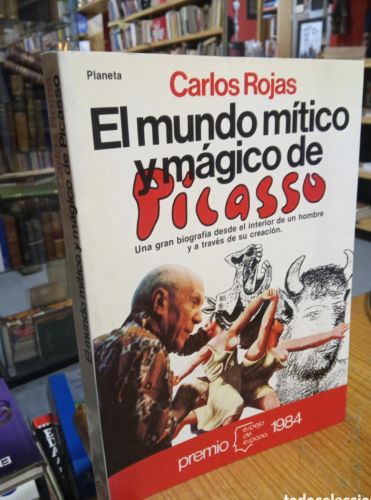 Planeta
Carlos Rojas
El mundo mítico
y mágico de
Picasso
Una gran biografía desde el interior de un hombre
y a través de su creación.
premio espejo de españa 1984
El mundo mítico y mágico de Picasso